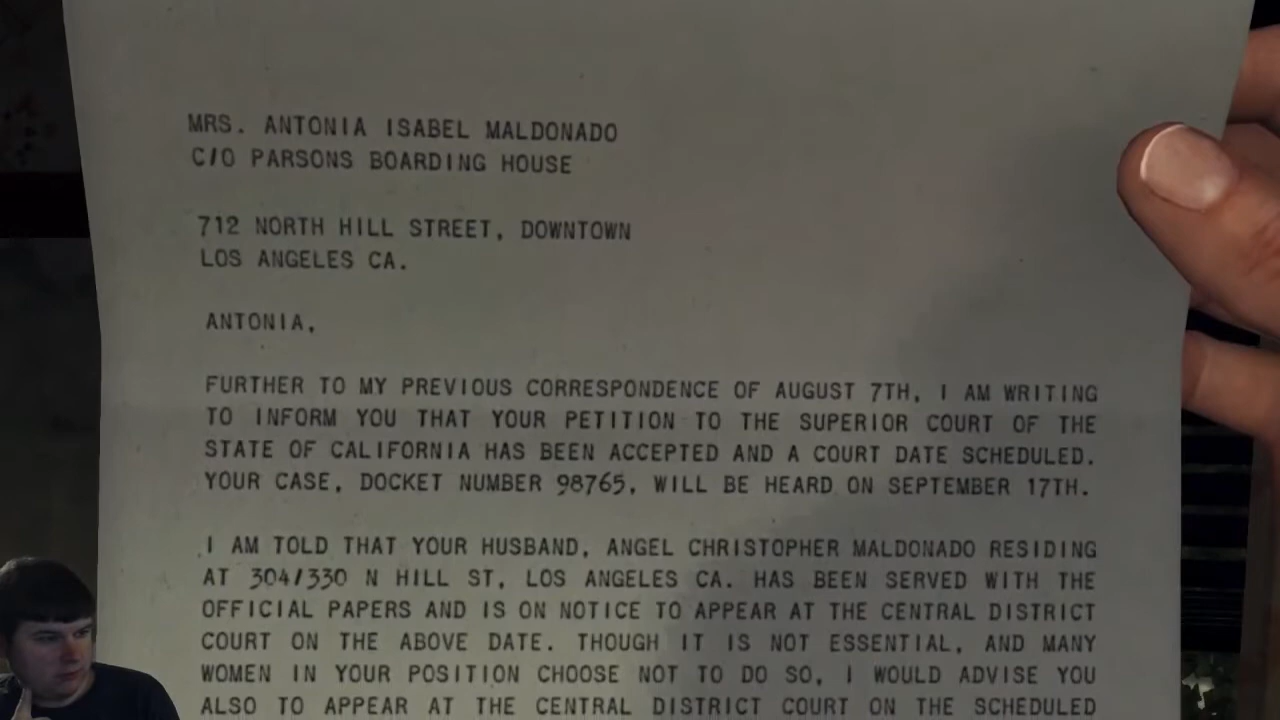 MRS. ANTONIA ISABEL MALDONADO
C/O PARSONS BOARDING HOUSE
712 NORTH HILL STREET, DOWNTOWN
LOS ANGELES CA.
ANTONIA,
FURTHER TO MY PREVIOUS CORRESPONDENCE OF AUGUST 7TH, I AM WRITING
TO INFORM YOU THAT YOUR PETITION TO THE SUPERIOR COURT OF THE
STATE OF CALIFORNIA HAS BEEN ACCEPTED AND A COURT DATE SCHEDULED.
YOUR CASE, DOCKET NUMBER 98765, WILL BE HEARD ON SEPTEMBER 17TH.
I AM TOLD THAT YOUR HUSBAND, ANGEL CHRISTOPHER MALDONADO RESIDING
AT 304/330 N HILL ST, LOS ANGELES CA. HAS BEEN SERVED WITH THE
OFFICIAL PAPERS AND IS ON NOTICE TO APPEAR AT THE CENTRAL DISTRICT
COURT ON THE ABOVE DATE. THOUGH IT IS NOT ESSENTIAL, AND MANY
WOMEN IN YOUR POSITION CHOOSE NOT TO DO SO, I WOULD ADVISE YOU
ALSO TO APPEAR AT THE CENTRAL DISTRICT COURT ON THE SCHEDULED